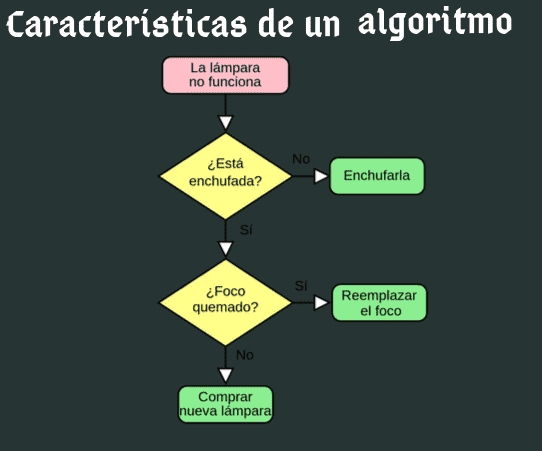 Características de un algoritmo
La lámpara
no funciona
¿Está
enchufada?
No
Enchufarla
Sí
¿Foco
quemado?
Sí
Reemplazar
el foco
No
Comprar
nueva lámpara